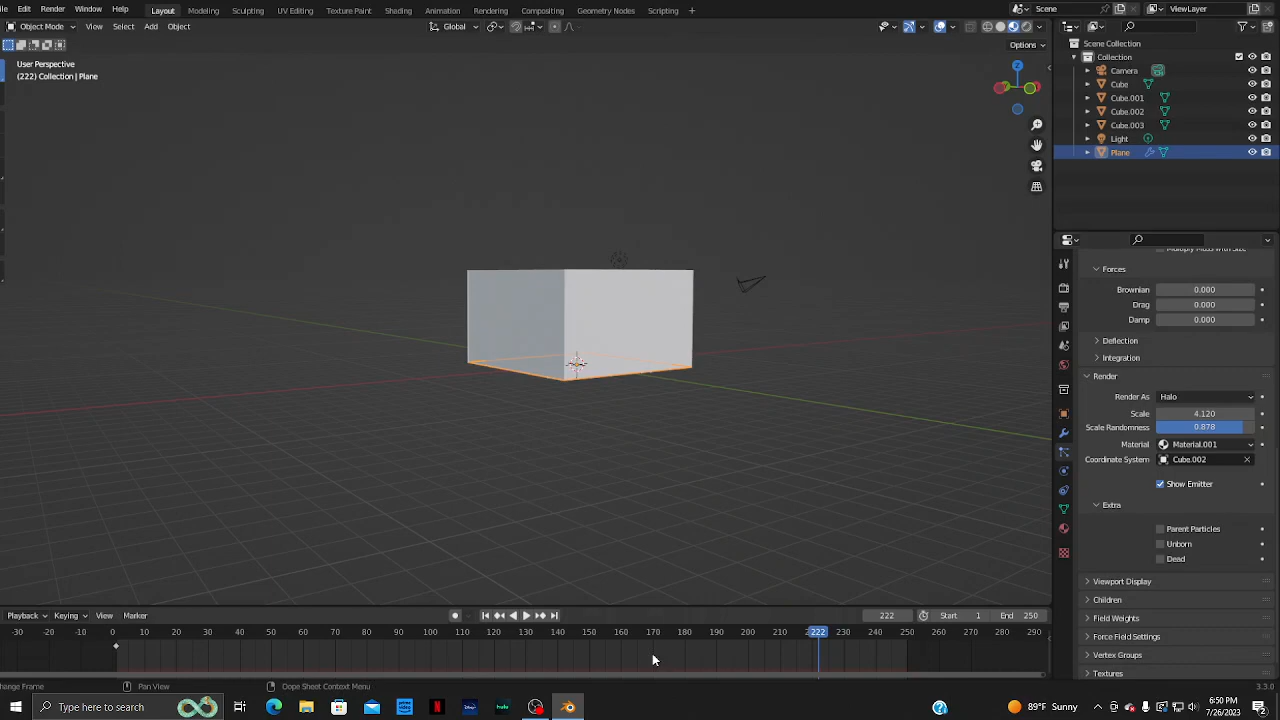 Edit Render Window Help Layout Modeling Sculpting UV Editing Texture Paint Shading Animation Rendering Compositing Geometry Nodes Scripting + Scene ViewLayer
Object Mode View Select Add Object Global
Options
User Perspective
(222) Collection | Plane
Z
Scene Collection
Collection
Camera
Cube
Cube.001
Cube.002
Cube.003
Light
Plane
Multiply Mass with Size
Forces
Brownian 0.000
Drag 0.000
Damp 0.000
Deflection
Integration
Render
Render As Halo
Scale 4.120
Scale Randomness 0.878
Material Material.001
Coordinate System Cube.002
Show Emitter
Extra
Parent Particles
Unborn
Dead
Viewport Display
Children
Field Weights
Force Field Settings
Vertex Groups
Textures
Playback Keying View Marker 222 Start 1 End 250
-30 -20 -10 0 10 20 30 40 50 60 70 80 90 100 110 120 130 140 150 160 170 180 190 200 210 222 230 240 250 260 270 280 290
Change Frame Pan View Dope Sheet Context Menu 3.3.0
Type here to search hulu 89°F Sunny 6:50 PM
7/26/2023